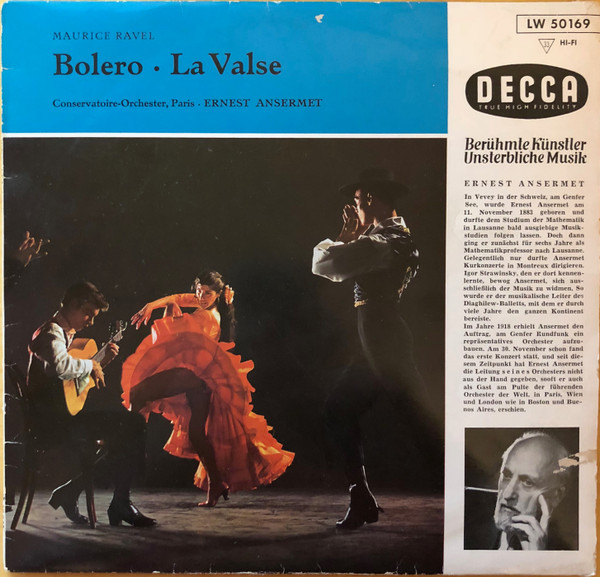 MAURICE RAVEL
Bolero · La Valse
Conservatoire-Orchester, Paris · ERNEST ANSERMET
LW 50169
33
HI-FI
DECCA
TRUE HIGH FIDELITY
Berühmte Künstler
Unsterbliche Musik
ERNEST ANSERMET
In Vevey in der Schweiz, am Genfer
See, wurde Ernest Ansermet am
11. November 1882 geboren und
durfte dem Studium der Mathematik
in Lausanne bald ausgiebige Musik-
studien folgen lassen. Doch dann
ging er zunächst für sechs Jahre als
Mathematikprofessor nach Lausanne.
Gelegentlich nur durfte Ansermet
Kurkonzerte in Montreux dirigieren.
Igor Strawinsky, den er dort kennen-
lernte, bewog Ansermet, sich aus-
schließlich der Musik zu widmen. So
wurde er der musikalische Leiter des
Diaghilew-Balletts, mit dem er durch
viele Jahre den ganzen Kontinent
bereiste.
Im Jahre 1918 erhielt Ansermet den
Auftrag, am Genfer Rundfunk ein
repräsentatives Orchester aufzu-
bauen. Am 30. November schon fand
das erste Konzert statt, und seit die-
sem Zeitpunkt hat Ernest Ansermet
die Leitung seines Orchesters nicht
aus der Hand gegeben, sooft er auch
als Gast am Pulte der führenden
Orchester der Welt, in Paris, Wien
und London wie in Boston und Bue-
nos Aires, erschien.